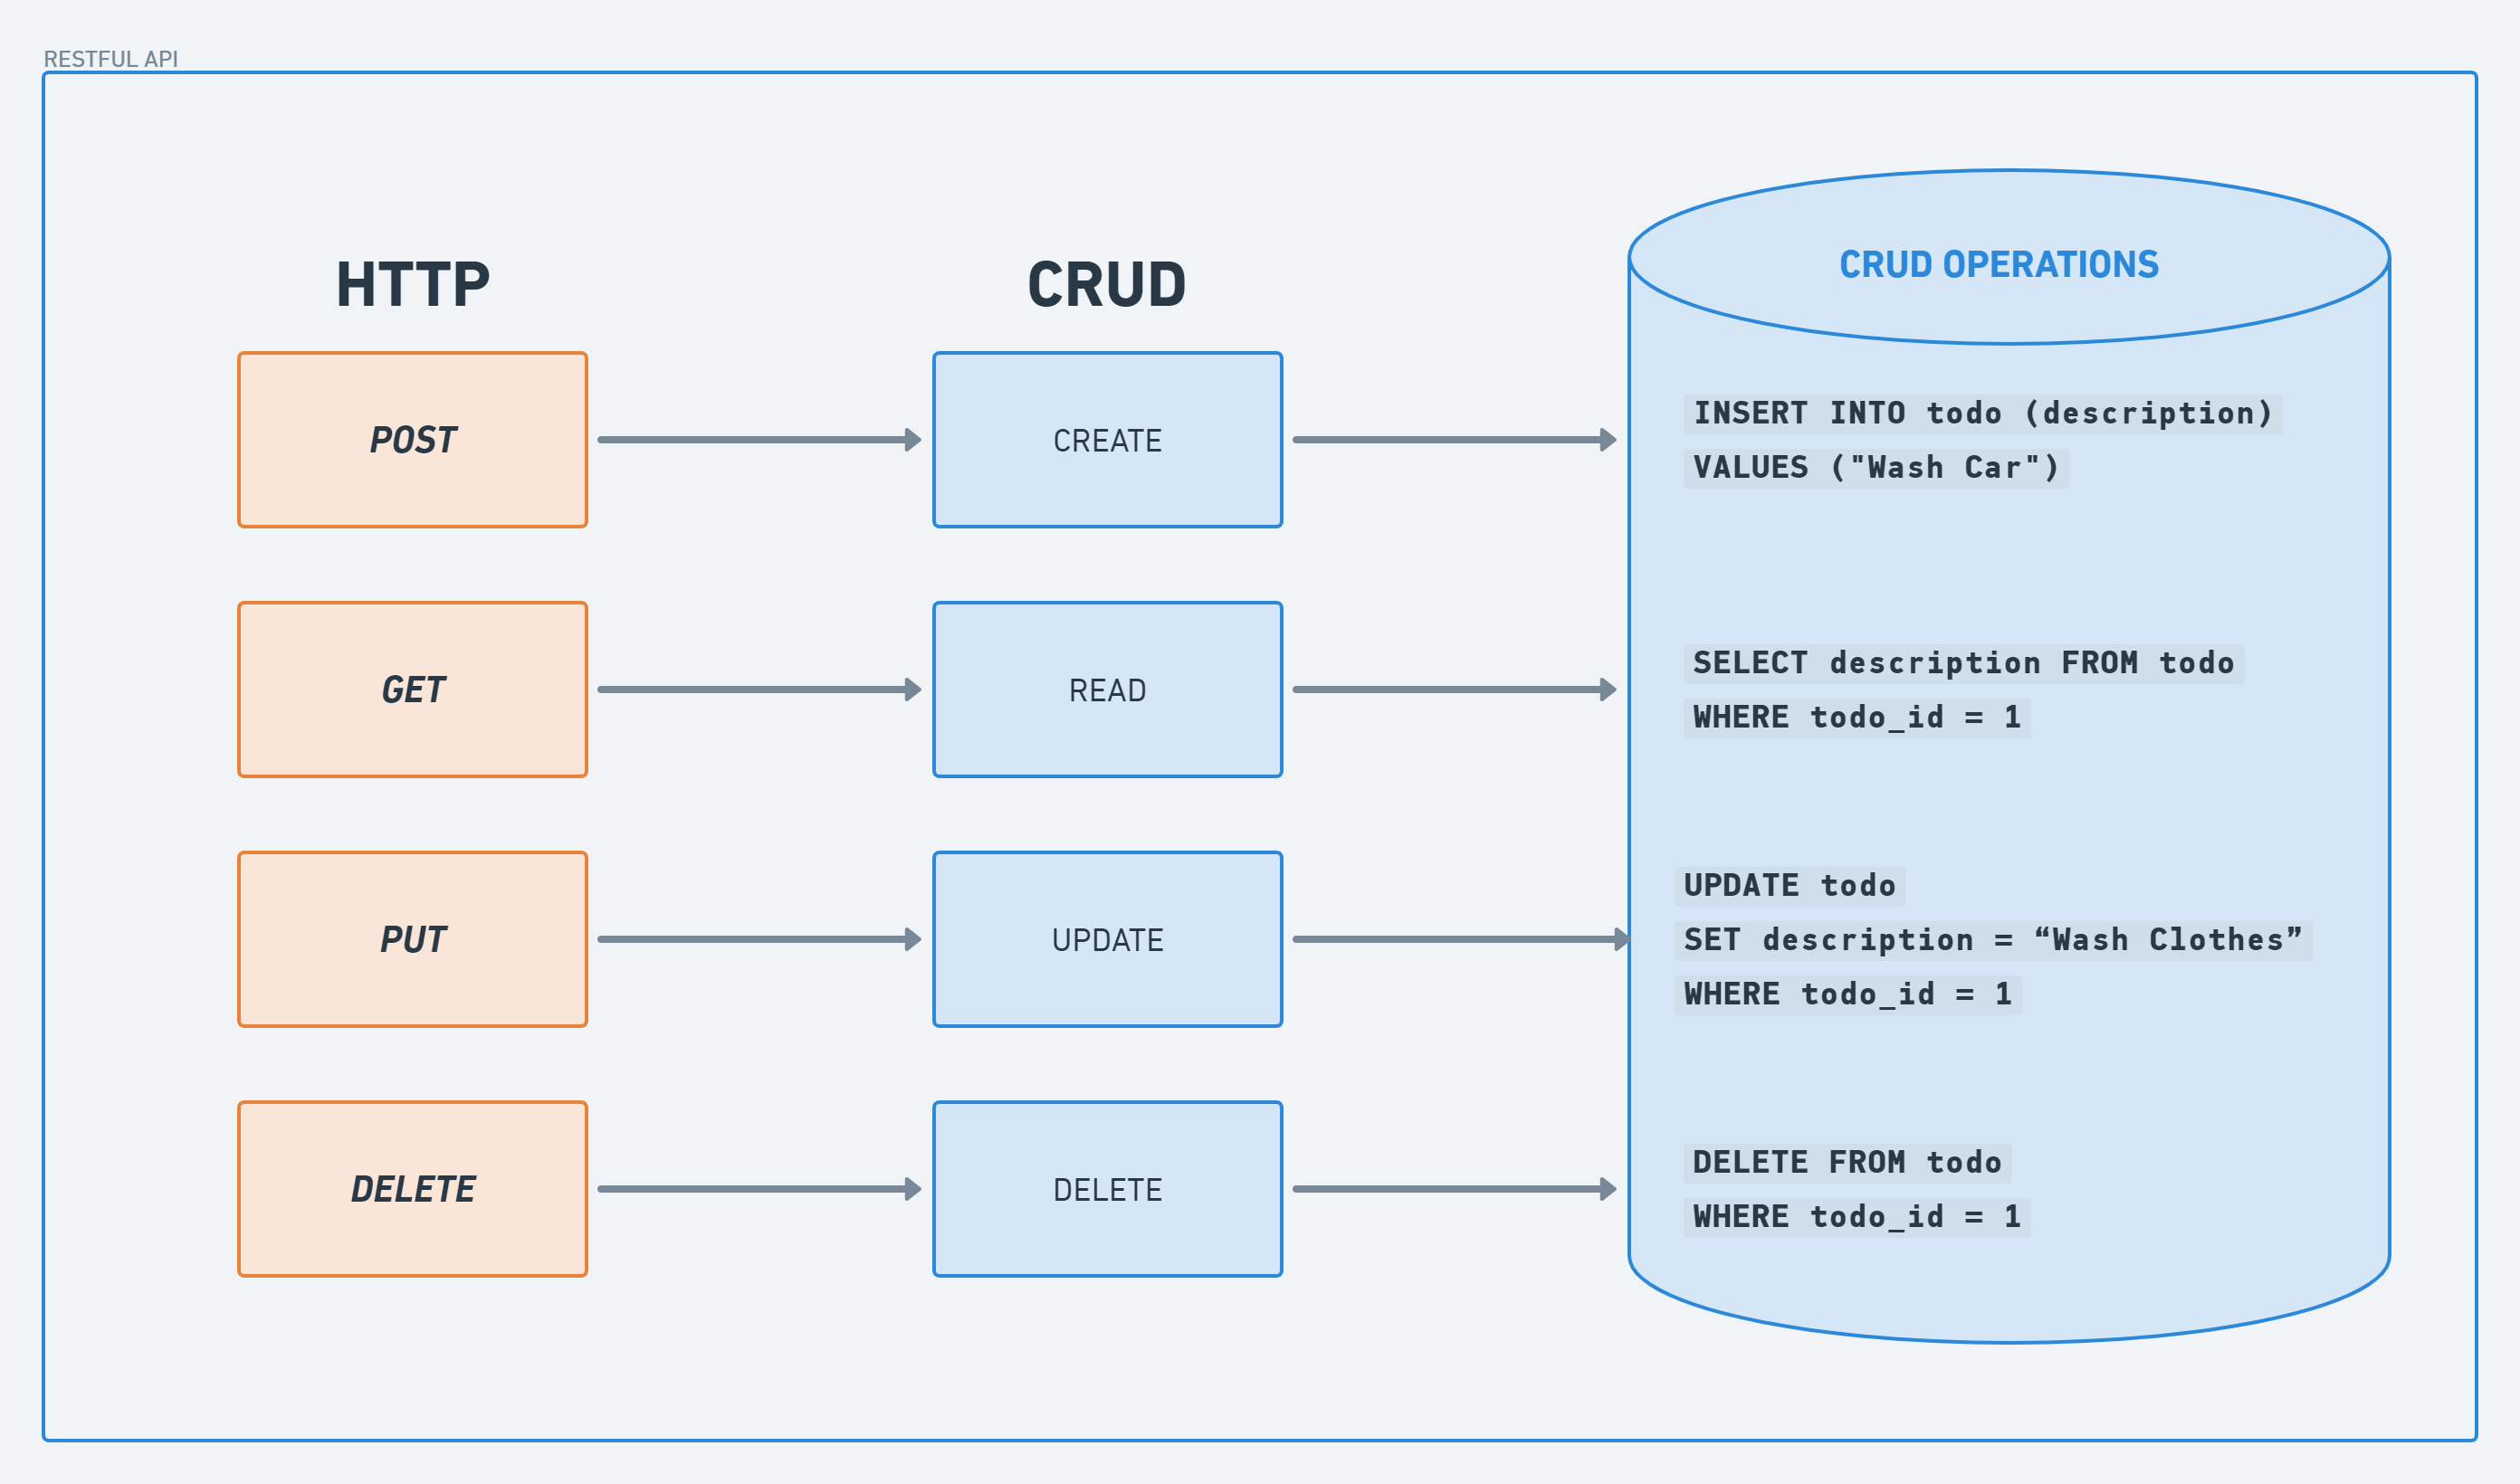 RESTFUL API
HTTP
CRUD
CRUD OPERATIONS
POST
CREATE
INSERT INTO todo (description)
VALUES ("Wash Car")
GET
READ
SELECT description FROM todo
WHERE todo_id = 1
PUT
UPDATE
UPDATE todo
SET description = “Wash Clothes”
WHERE todo_id = 1
DELETE
DELETE
DELETE FROM todo
WHERE todo_id = 1